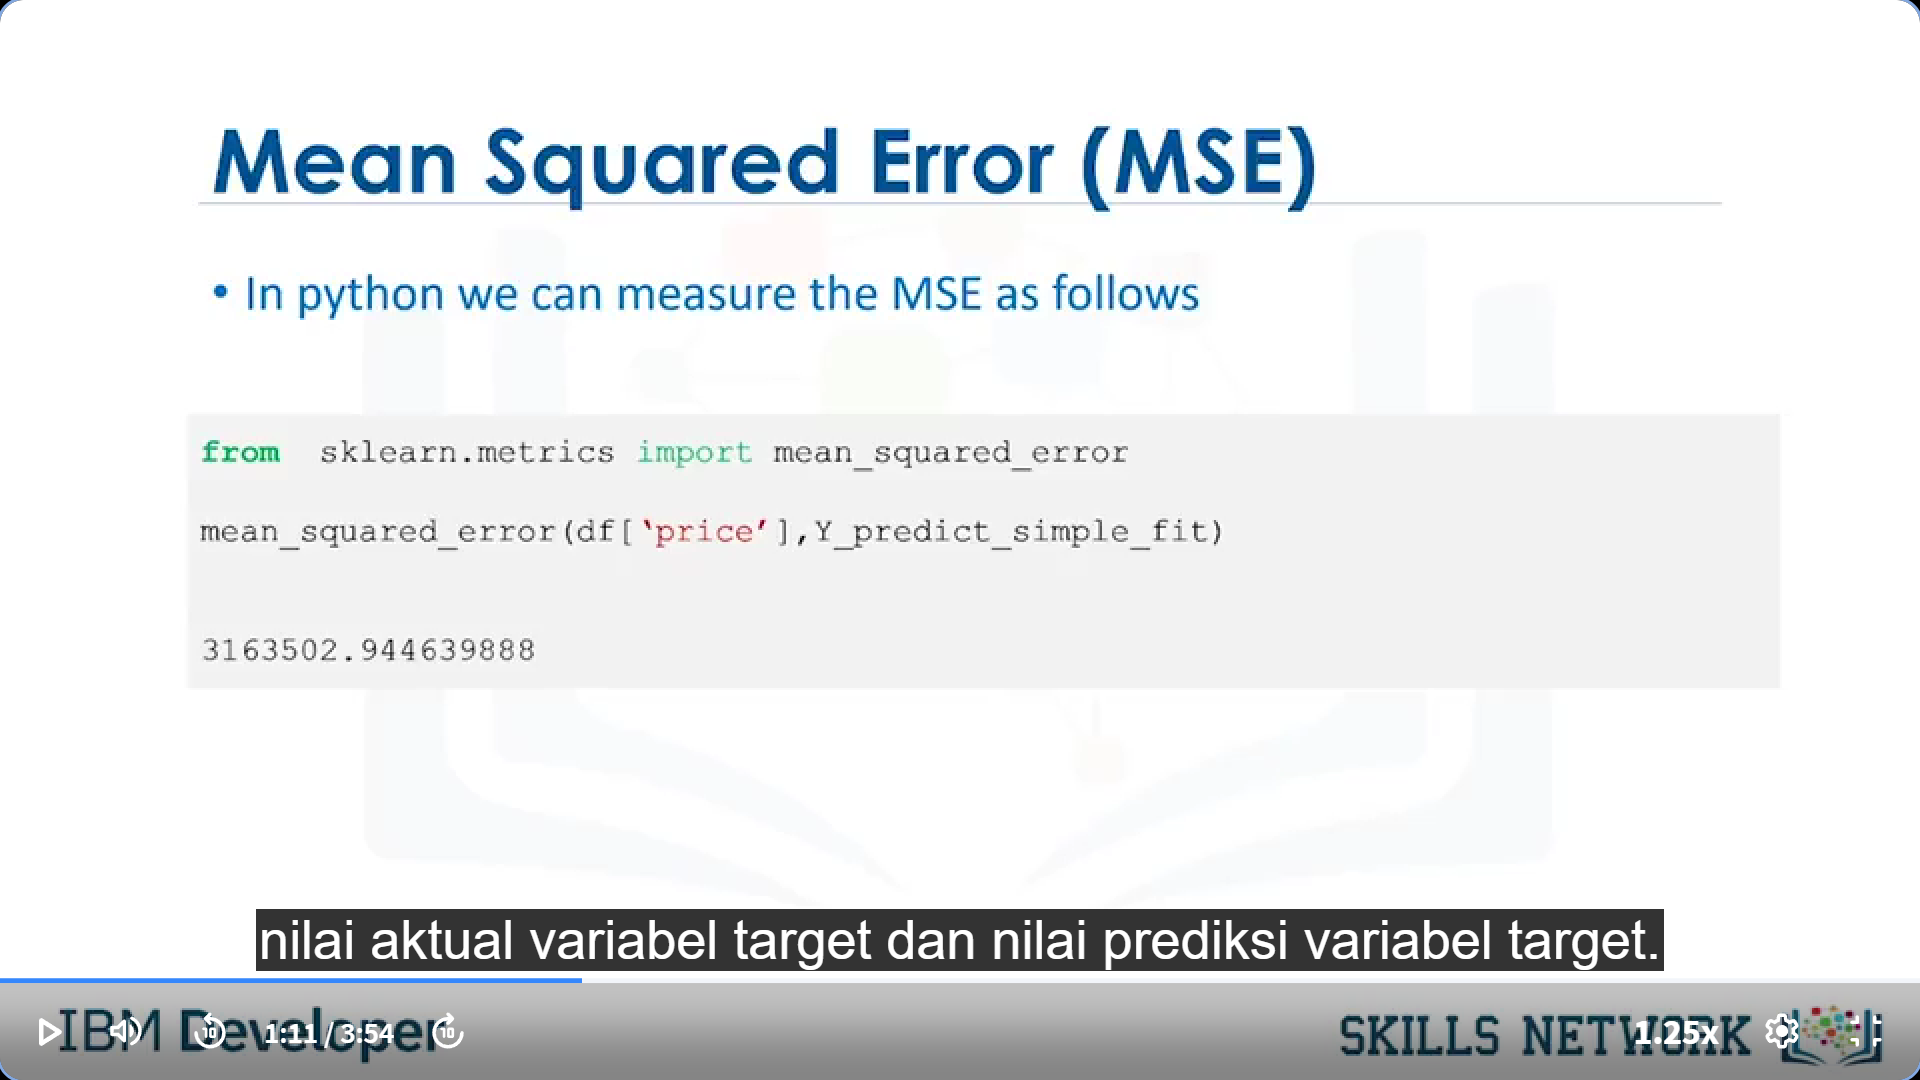 Mean Squared Error (MSE)
• In python we can measure the MSE as follows
from sklearn.metrics import mean_squared_error
mean_squared_error(df[‘price’],Y_predict_simple_fit)
3163502.944639888
nilai aktual variabel target dan nilai prediksi variabel target.
IBM Developer
10
1:11 / 3:54
10
SKILLS NETWORK
1.25x